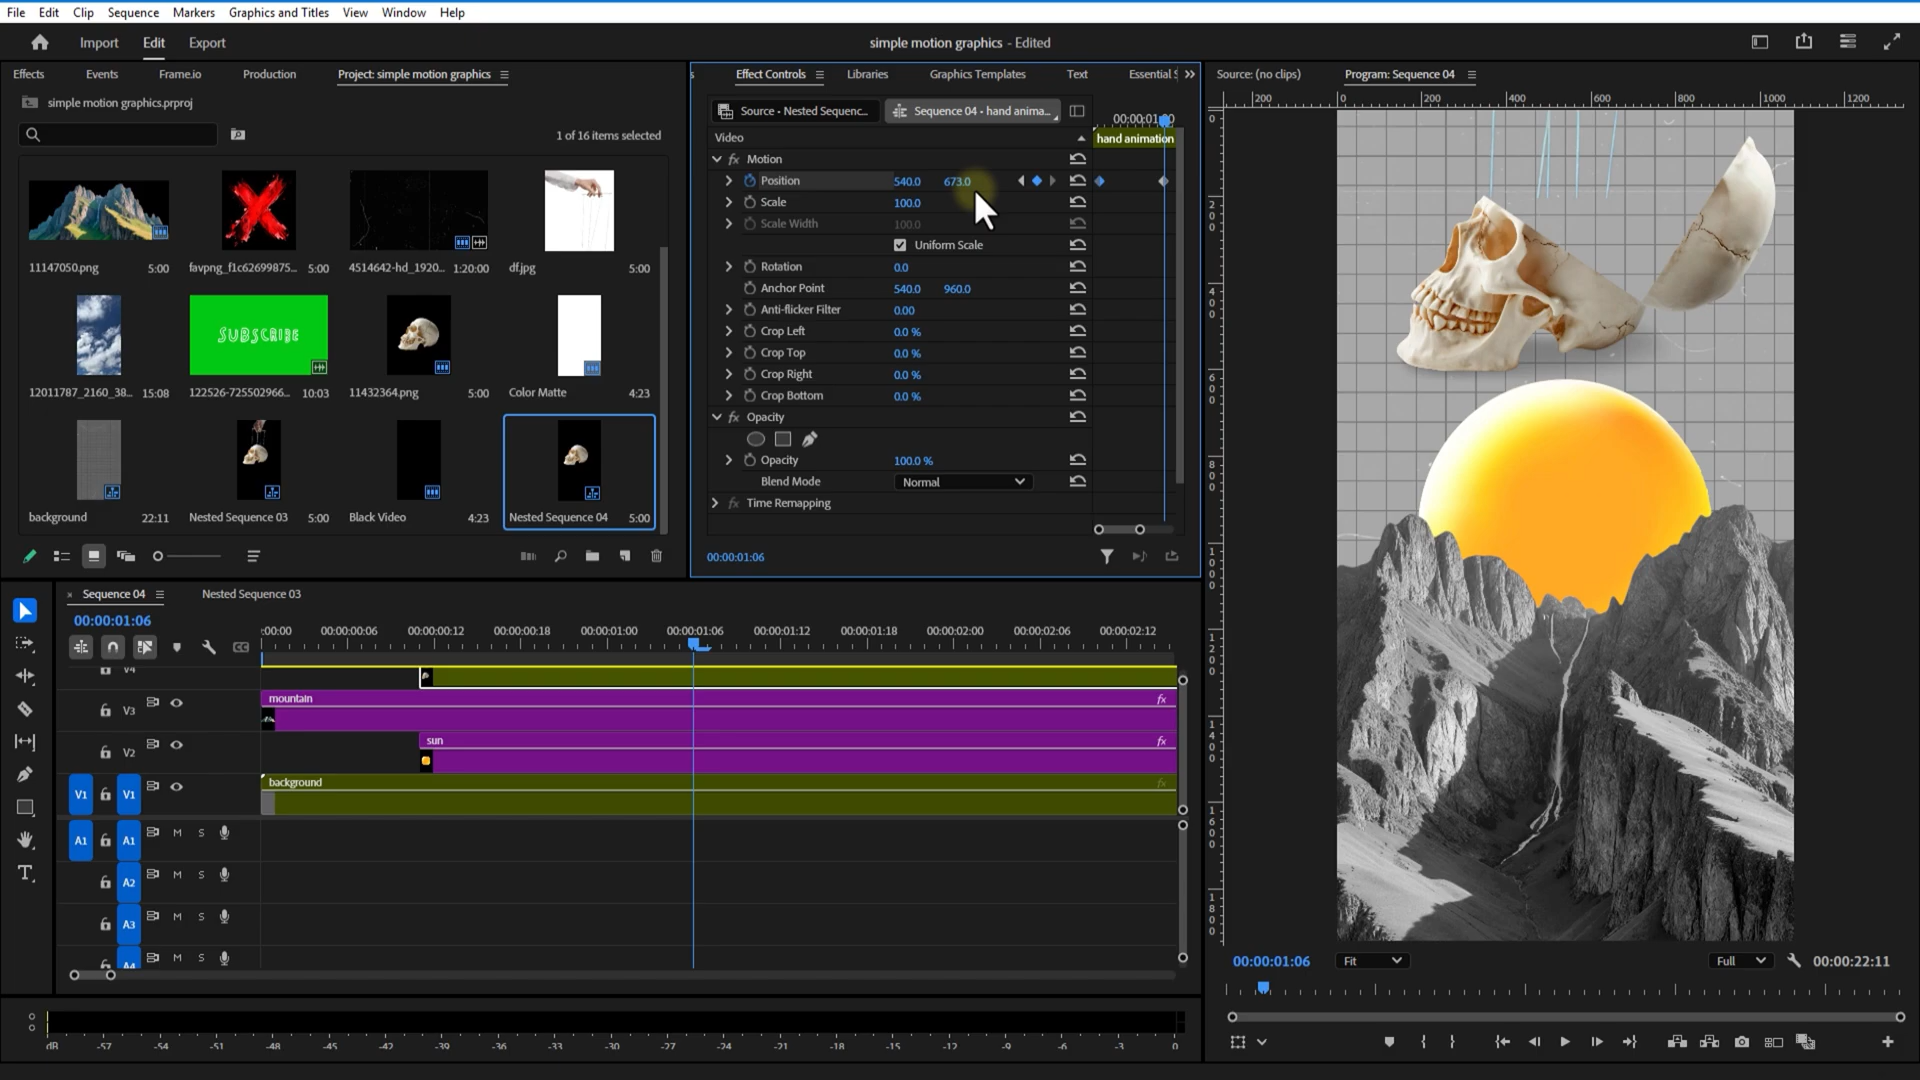 File Edit Clip Sequence Markers Graphics and Titles View Window Help
Import Edit Export
simple motion graphics - Edited
Effects Events Frame.io Production Project: simple motion graphics
simple motion graphics.prproj
1 of 16 items selected
11147050.png 5:00
favpng_f1c62699875... 5:00
4514642-hd_1920... 1:20:00
df.jpg 5:00
SUBSCRIBE
12011787_2160_38... 15:08
122526-725502966... 10:03
11432364.png 5:00
Color Matte 4:23
background 22:11
Nested Sequence 03 5:00
Black Video 4:23
Nested Sequence 04 5:00
Effect Controls Libraries Graphics Templates Text Essential S
Source • Nested Sequenc... Sequence 04 • hand anima...
00:00:01:00
Video
hand animation
Motion
Position 540.0 673.0
Scale 100.0
Scale Width 100.0
Uniform Scale
Rotation 0.0
Anchor Point 540.0 960.0
Anti-flicker Filter 0.00
Crop Left 0.0 %
Crop Top 0.0 %
Crop Right 0.0 %
Crop Bottom 0.0 %
Opacity
Opacity 100.0 %
Blend Mode Normal
Time Remapping
00:00:01:06
Source: (no clips) Program: Sequence 04
200 0 200 400 600 800 1000 1200
0
200
400
600
800
1000
1200
1400
1600
1800
00:00:01:06 Fit Full 00:00:22:11
Sequence 04 Nested Sequence 03
00:00:01:06
:00:00 00:00:00:06 00:00:00:12 00:00:00:18 00:00:01:00 00:00:01:06 00:00:01:12 00:00:01:18 00:00:02:00 00:00:02:06 00:00:02:12
CC
V4
mountain fx
V3
sun fx
V2
background fx
V1 V1
A1 A1 M S
A2 M S
A3 M S
A4 M S
dB -57 -54 -51 -48 -45 -42 -39 -36 -33 -30 -27 -24 -21 -18 -15 -12 -9 -6 -3 0